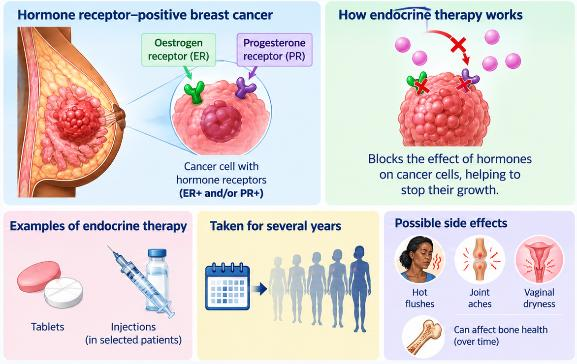 Hormone receptor–positive breast cancer
Oestrogen
receptor (ER)
Progesterone
receptor (PR)
Cancer cell with
hormone receptors
(ER+ and/or PR+)
How endocrine therapy works
Blocks the effect of hormones
on cancer cells, helping to
stop their growth.
Examples of endocrine therapy
Tablets
Injections
(in selected patients)
Taken for several years
Possible side effects
Hot
flushes
Joint
aches
Vaginal
dryness
Can affect bone health
(over time)